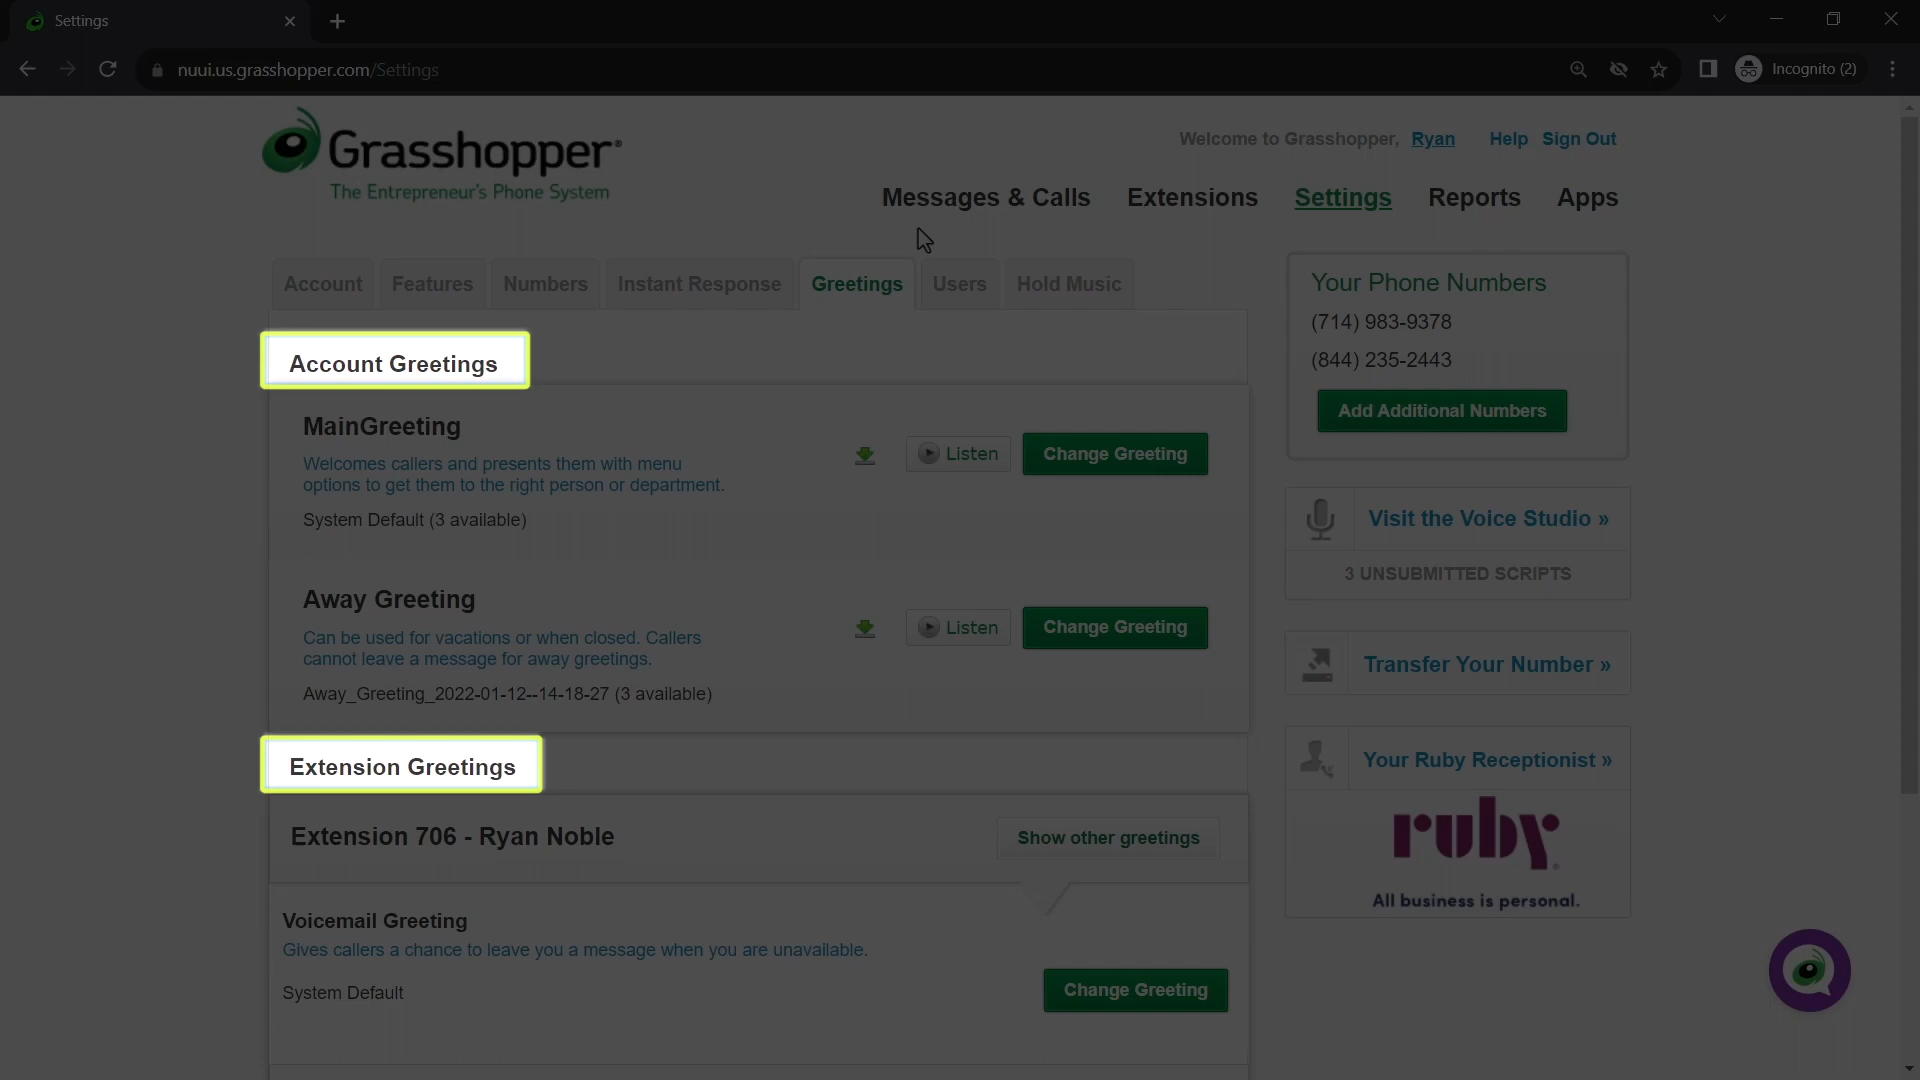 Settings
nuui.us.grasshopper.com/Settings
Incognito (2)
Grasshopper®
The Entrepreneur's Phone System
Welcome to Grasshopper, Ryan Help Sign Out
Messages & Calls Extensions Settings Reports Apps
Account Features Numbers Instant Response Greetings Users Hold Music
Account Greetings
MainGreeting
Welcomes callers and presents them with menu
options to get them to the right person or department.
System Default (3 available)
Listen
Change Greeting
Away Greeting
Can be used for vacations or when closed. Callers
cannot leave a message for away greetings.
Away_Greeting_2022-01-12--14-18-27 (3 available)
Listen
Change Greeting
Extension Greetings
Extension 706 - Ryan Noble
Show other greetings
Voicemail Greeting
Gives callers a chance to leave you a message when you are unavailable.
System Default
Change Greeting
Your Phone Numbers
(714) 983-9378
(844) 235-2443
Add Additional Numbers
Visit the Voice Studio »
3 UNSUBMITTED SCRIPTS
Transfer Your Number »
Your Ruby Receptionist »
ruby®
All business is personal.